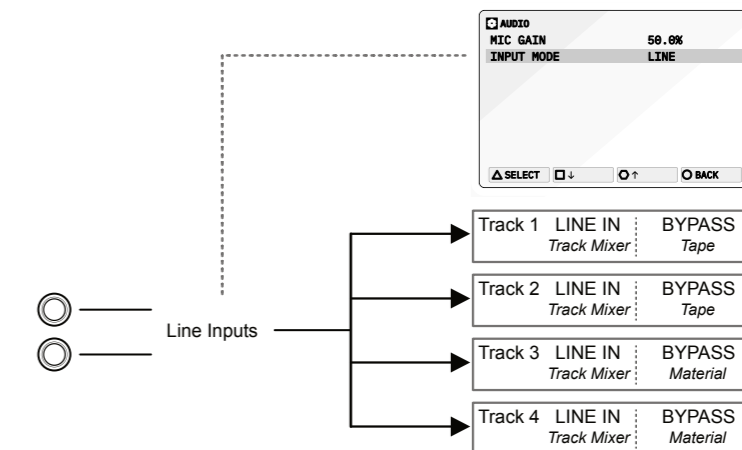 AUDIO
MIC GAIN 50.0%
INPUT MODE LINE
SELECT ↓ ↑ BACK
Track 1 LINE IN BYPASS
Track Mixer Tape
Track 2 LINE IN BYPASS
Track Mixer Tape
Line Inputs
Track 3 LINE IN BYPASS
Track Mixer Material
Track 4 LINE IN BYPASS
Track Mixer Material